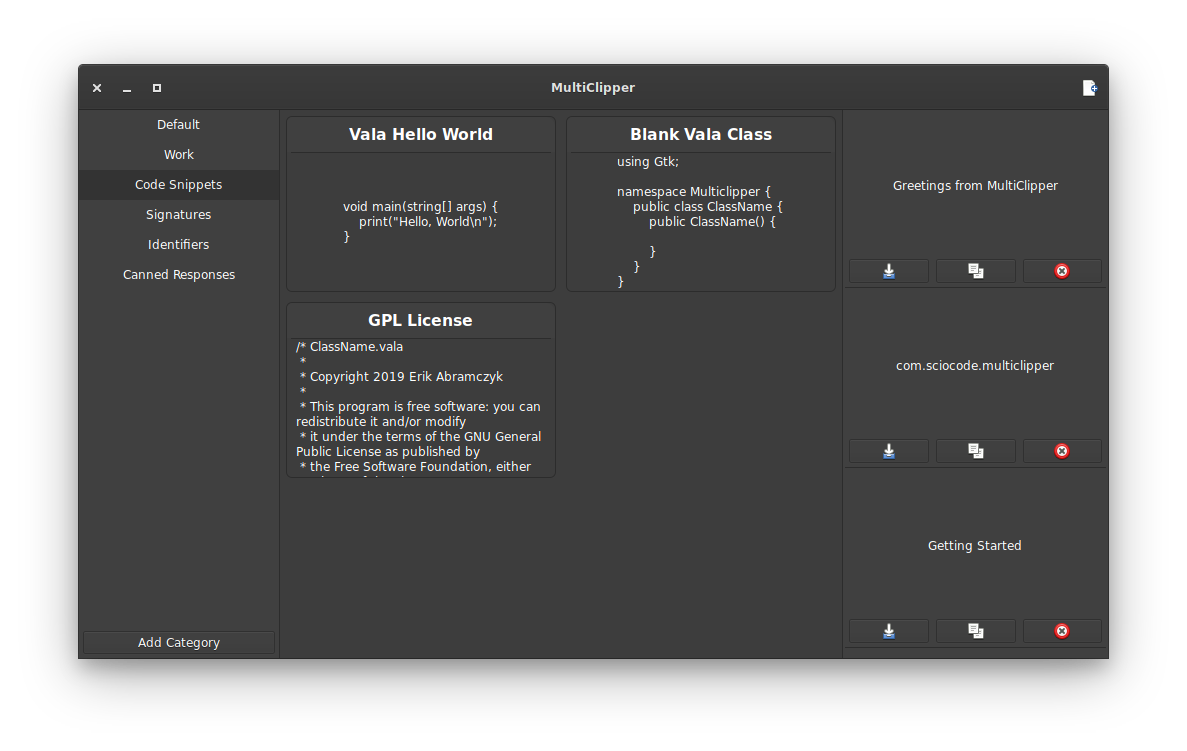 MultiClipper
Default
Work
Code Snippets
Signatures
Identifiers
Canned Responses
Add Category
Vala Hello World
void main(string[] args) {
    print("Hello, World\n");
}
Blank Vala Class
using Gtk;
namespace Multiclipper {
    public class ClassName {
        public ClassName() {
        }
    }
}
GPL License
/* ClassName.vala
 *
 * Copyright 2019 Erik Abramczyk
 *
 * This program is free software: you can
redistribute it and/or modify
 * it under the terms of the GNU General
Public License as published by
 * the Free Software Foundation, either
Greetings from MultiClipper
com.sciocode.multiclipper
Getting Started